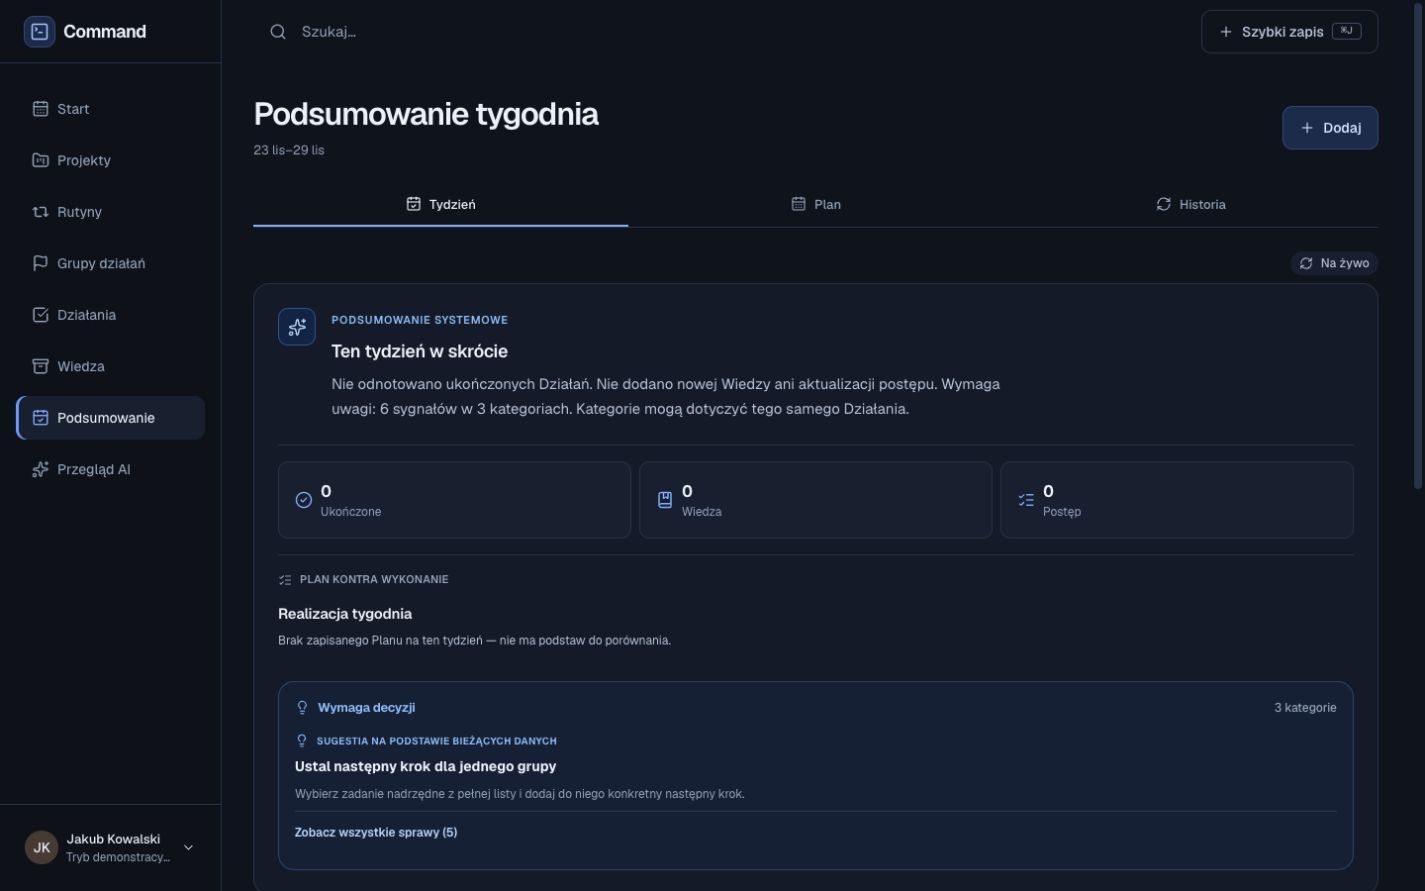 Command
Szukaj...
+ Szybki zapis ⌘J
Start
Projekty
Rutyny
Grupy działań
Działania
Wiedza
Podsumowanie
Przegląd AI
Jakub Kowalski
JK
Tryb demonstracy...
Podsumowanie tygodnia
23 lis–29 lis
+ Dodaj
Tydzień
Plan
Historia
Na żywo
PODSUMOWANIE SYSTEMOWE
Ten tydzień w skrócie
Nie odnotowano ukończonych Działań. Nie dodano nowej Wiedzy ani aktualizacji postępu. Wymaga
uwagi: 6 sygnałów w 3 kategoriach. Kategorie mogą dotyczyć tego samego Działania.
0
Ukończone
0
Wiedza
0
Postęp
PLAN KONTRA WYKONANIE
Realizacja tygodnia
Brak zapisanego Planu na ten tydzień — nie ma podstaw do porównania.
Wymaga decyzji
3 kategorie
SUGESTIA NA PODSTAWIE BIEŻĄCYCH DANYCH
Ustal następny krok dla jednego grupy
Wybierz zadanie nadrzędne z pełnej listy i dodaj do niego konkretny następny krok.
Zobacz wszystkie sprawy (5)